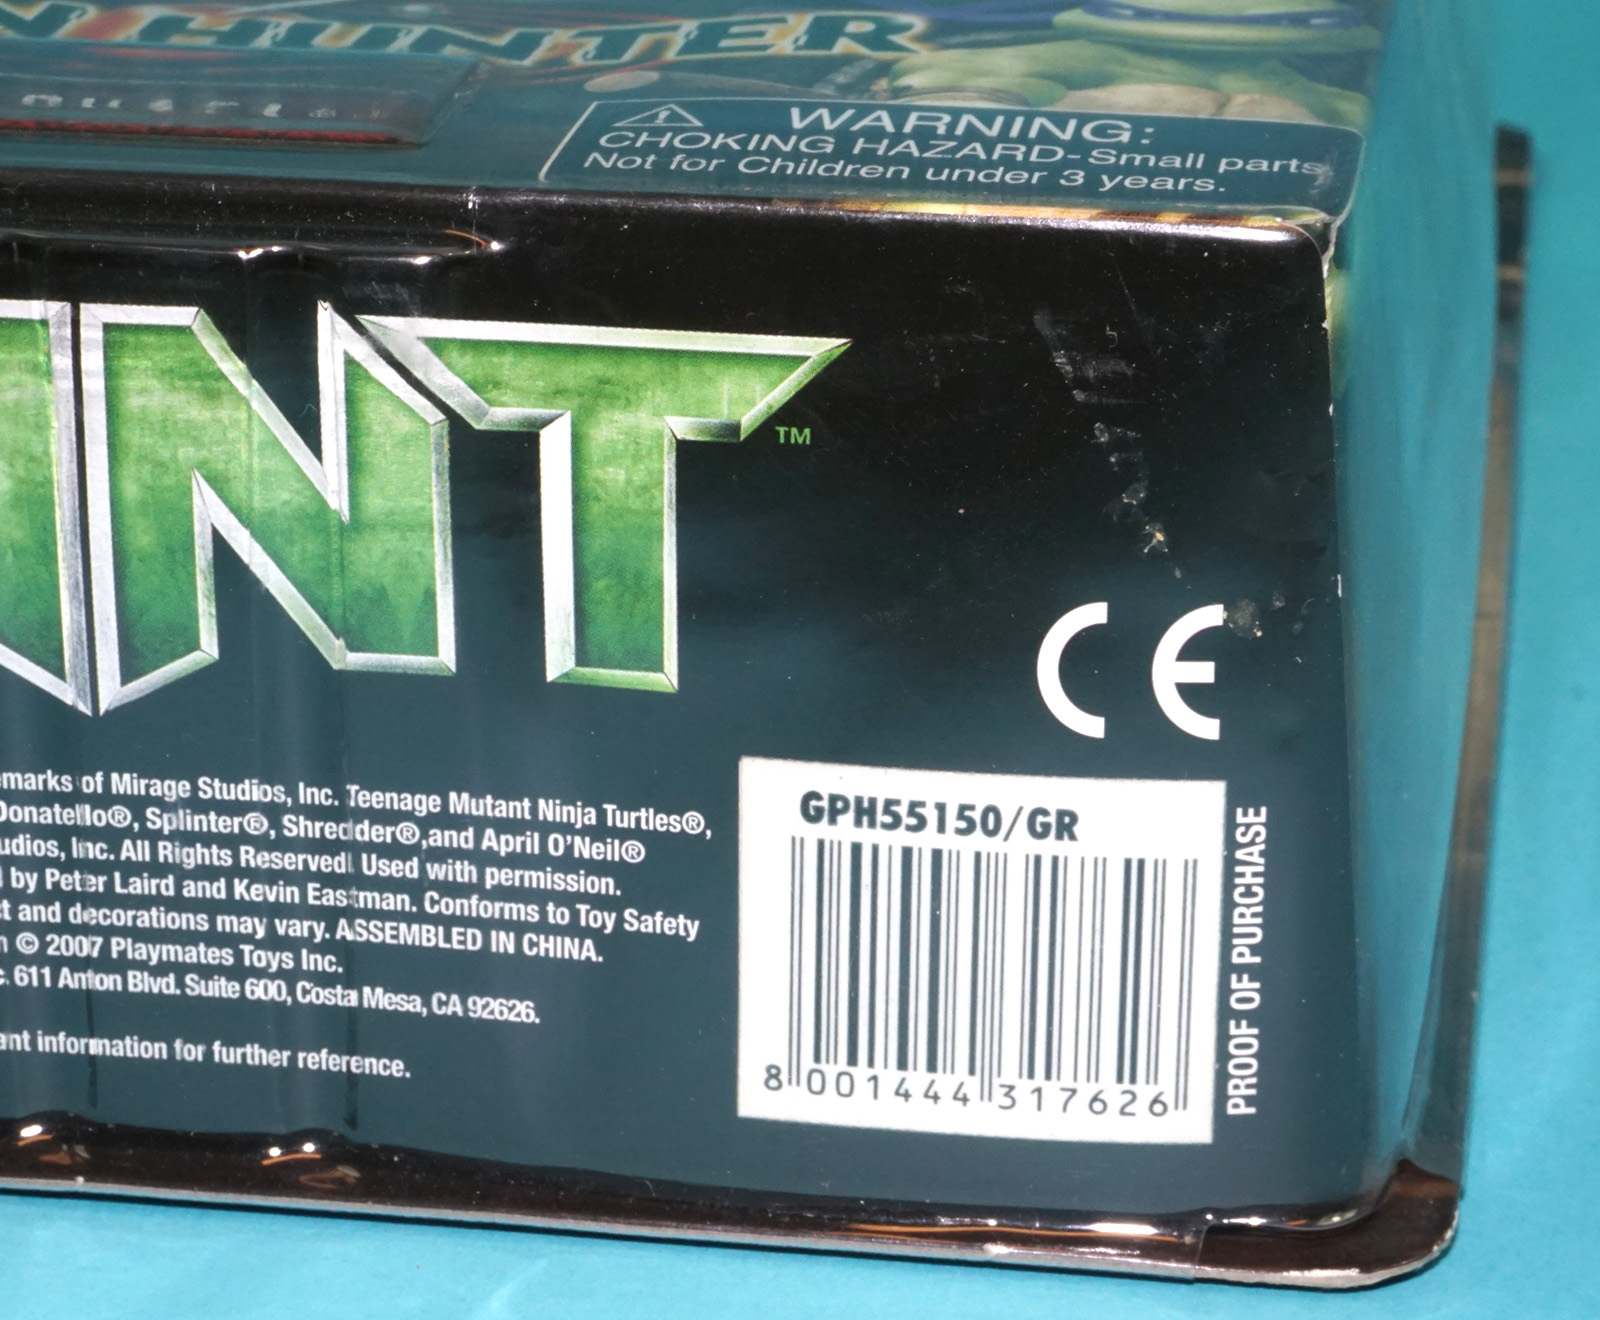 HUNTER
WARNING:
CHOKING HAZARD-Small parts
Not for Children under 3 years.
NT
TM
CE
of Mirage Studios, Inc. Teenage Mutant Ninja Turtles®,
Donatello®, Splinter®, Shredder®,and April O'Neil®
Inc. All Rights Reserved. Used with permission.
by Peter Laird and Kevin Eastman. Conforms to Toy Safety
and decorations may vary. ASSEMBLED IN CHINA.
© 2007 Playmates Toys Inc.
611 Anton Blvd. Suite 600, Costa Mesa, CA 92626.
information for further reference.
GPH55150/GR
8 001444 317626
PROOF OF PURCHASE